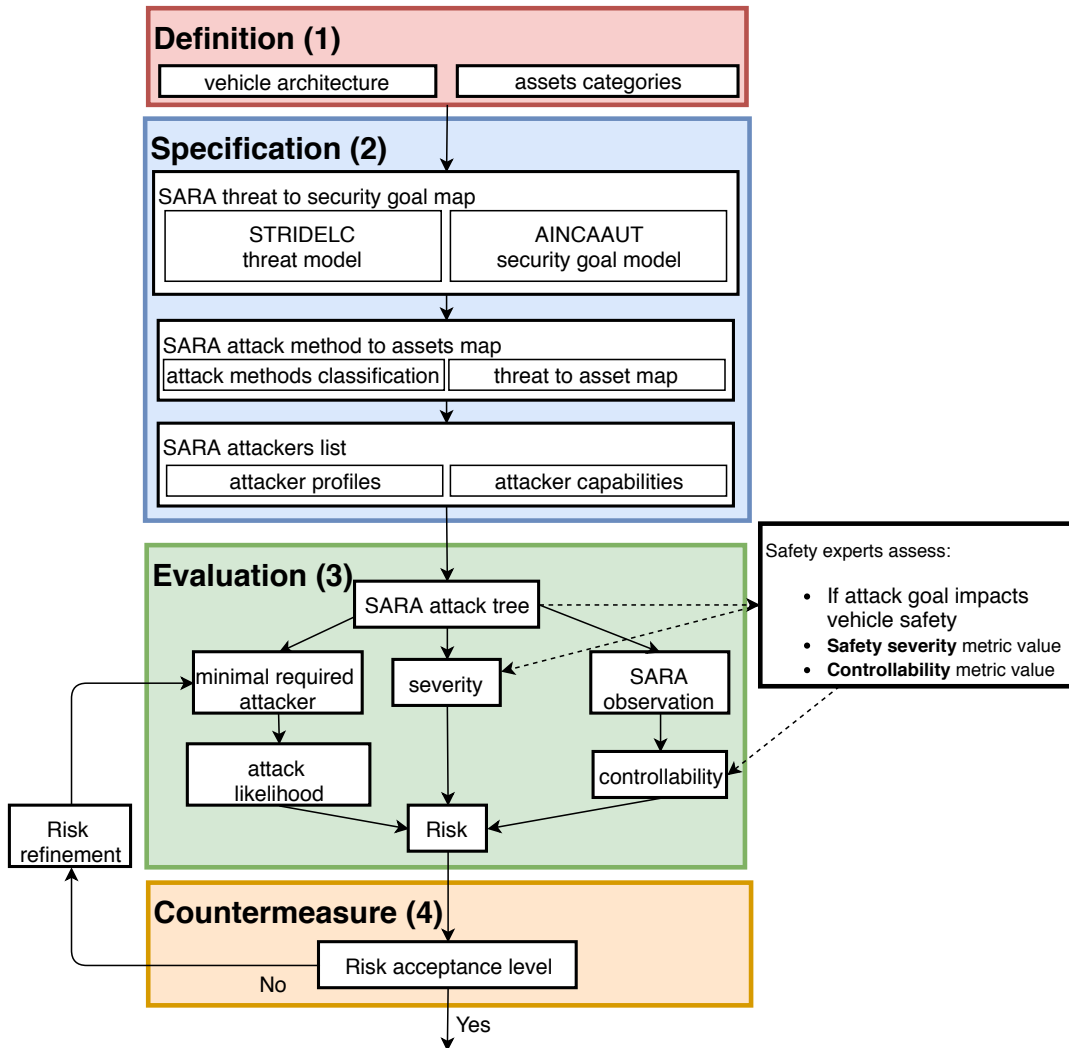 Definition (1)
vehicle architecture
assets categories
Specification (2)
SARA threat to security goal map
STRIDELC
threat model
AINCAAUT
security goal model
SARA attack method to assets map
attack methods classification
threat to asset map
SARA attackers list
attacker profiles
attacker capabilities
Evaluation (3)
SARA attack tree
Safety experts assess:
• If attack goal impacts
vehicle safety
• Safety severity metric value
• Controllability metric value
minimal required
attacker
severity
SARA
observation
attack
likelihood
controllability
Risk
Risk
refinement
Countermeasure (4)
Risk acceptance level
No
Yes